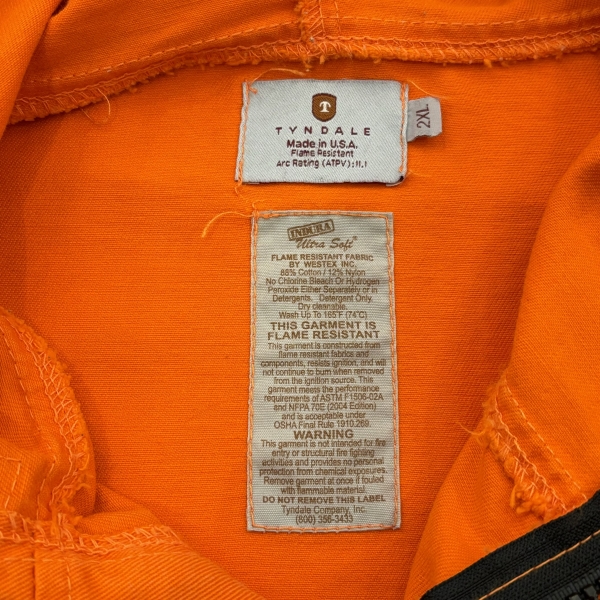 T
TYNDALE
Made in U.S.A.
Flame Resistant
Arc Rating (ATPV): 11.1
2XL
INDURA
Ultra Soft®
FLAME RESISTANT FABRIC
BY WESTEX INC.
88% Cotton / 12% Nylon
No Chlorine Bleach Or Hydrogen
Peroxide Either Separately or in
Detergents. Detergent Only.
Dry cleanable.
Wash Up To 165°F (74°C)
THIS GARMENT IS
FLAME RESISTANT
This garment is constructed from
flame resistant fabrics and
components, resists ignition, and will
not continue to burn when removed
from the ignition source. This
garment meets the performance
requirements of ASTM F1506-02A
and NFPA 70E (2004 Edition)
and is acceptable under
OSHA Final Rule 1910.269.
WARNING
This garment is not intended for fire
entry or structural fire fighting
activities and provides no personal
protection from chemical exposures.
Remove garment at once if fouled
with flammable material.
DO NOT REMOVE THIS LABEL
Tyndale Company, Inc.
(800) 356-3433